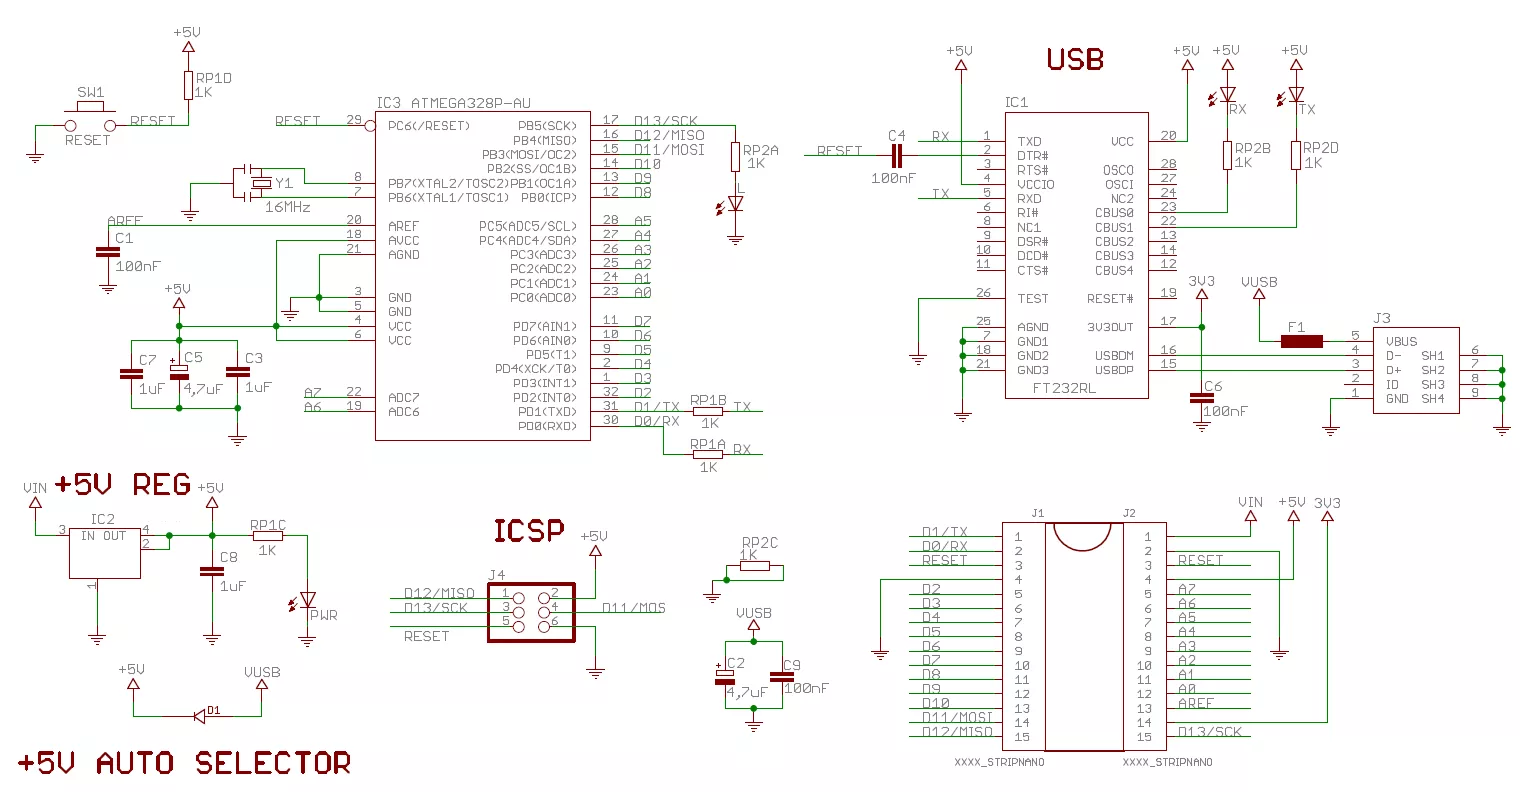 +5V
RP1D
1K
SW1
RESET
RESET
IC3 ATMEGA328P-AU
RESET 29 PC6(/RESET)
PB5(SCK) 17 D13/SCK
PB4(MISO) 16 D12/MISO
PB3(MOSI/OC2) 15 D11/MOSI
PB2(SS/OC1B) 14 D10
8 PB7(XTAL2/TOSC2) PB1(OC1A) 13 D9
7 PB6(XTAL1/TOSC1) PB0(ICP) 12 D8
Y1
16MHz
RP2A
1K
L
AREF 20 AREF
18 AVCC
21 AGND
C1
100nF
PC5(ADC5/SCL) 28 A5
PC4(ADC4/SDA) 27 A4
PC3(ADC3) 26 A3
PC2(ADC2) 25 A2
PC1(ADC1) 24 A1
PC0(ADC0) 23 A0
3 GND
5 GND
4 VCC
6 VCC
+5V
C7
1uF
C5
4,7uF
C3
1uF
PD7(AIN1) 11 D7
PD6(AIN0) 10 D6
PD5(T1) 9 D5
PD4(XCK/T0) 2 D4
PD3(INT1) 1 D3
PD2(INT0) 32 D2
PD1(TXD) 31 D1/TX RP1B TX
1K
PD0(RXD) 30 D0/RX RP1A RX
1K
A7 22 ADC7
A6 19 ADC6
USB
+5V
+5V
+5V
+5V
IC1
RX
TX
RP2B
1K
RP2D
1K
C4
100nF
RESET
RX 1 TXD
2 DTR#
3 RTS#
4 VCCIO
TX 5 RXD
6 RI#
8 NC1
9 DSR#
10 DCD#
11 CTS#
26 TEST
25 AGND
7 GND1
18 GND2
21 GND3
VCC 20
OSCO 28
OSCI 27
NC2 24
CBUS0 23
CBUS1 22
CBUS2 13
CBUS3 14
CBUS4 12
RESET# 19
3V3OUT 17
USBDM 16
USBDP 15
FT232RL
3V3
C6
100nF
VUSB
F1
J3
5 VBUS
4 D- SH1 6
3 D+ SH2 7
2 ID SH3 8
1 GND SH4 9
+5V REG
VIN
+5V
IC2
3 IN OUT 4
2
1
RP1C
1K
C8
1uF
PWR
ICSP
+5V
J4
D12/MISO 1 2
D13/SCK 3 4 D11/MOS
RESET 5 6
RP2C
1K
VUSB
C2
4,7uF
C9
100nF
+5V
VUSB
D1
+5V AUTO SELECTOR
VIN
+5V
3V3
J1
J2
D1/TX 1 1
D0/RX 2 2
RESET 3 3 RESET
4 4
D2 5 5 A7
D3 6 6 A6
D4 7 7 A5
D5 8 8 A4
D6 9 9 A3
D7 10 10 A2
D8 11 11 A1
D9 12 12 A0
D10 13 13 AREF
D11/MOSI 14 14
D12/MISO 15 15 D13/SCK
XXXX_STRIPNANO
XXXX_STRIPNANO